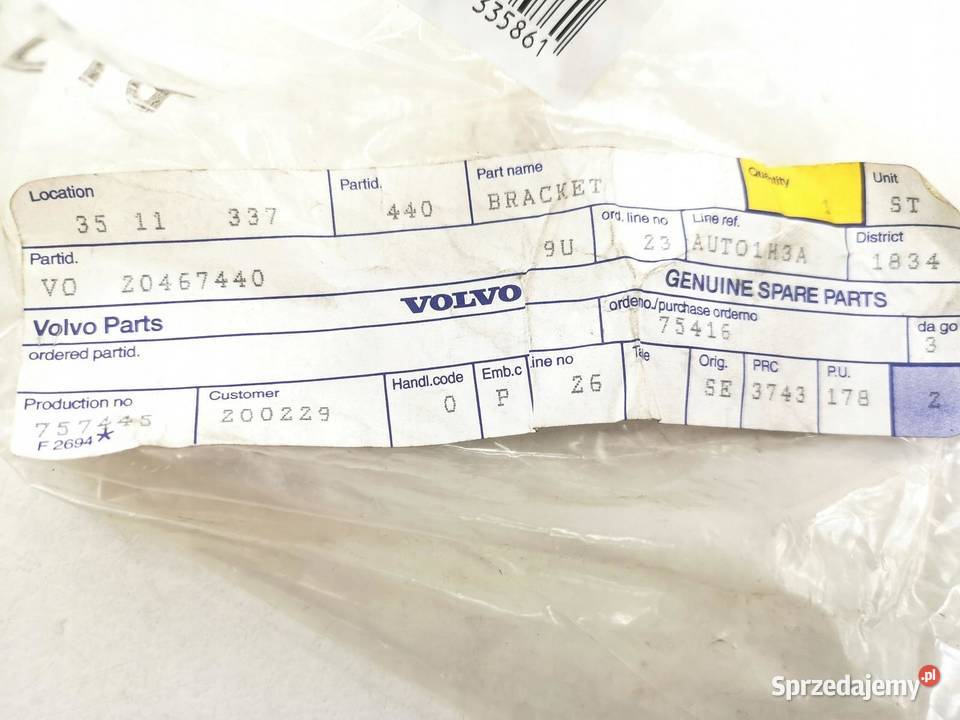 335861
Location
35 11 337
Partid.
440
Part name
BRACKET
Quantity
1
Unit
ST
Partid.
VO 20467440
9U
ord. line no
23
Line ref.
AUTO1H3A
District
1834
Volvo Parts
VOLVO
GENUINE SPARE PARTS
ordered partid.
ordeno./purchase orderno
75416
da go
3
Production no
757445
F 2694
Customer
200229
Handl.code
0
Emb.c
P
ine no
26
Orig.
SE
PRC
3743
P.U.
178
2
Sprzedajemy.pl